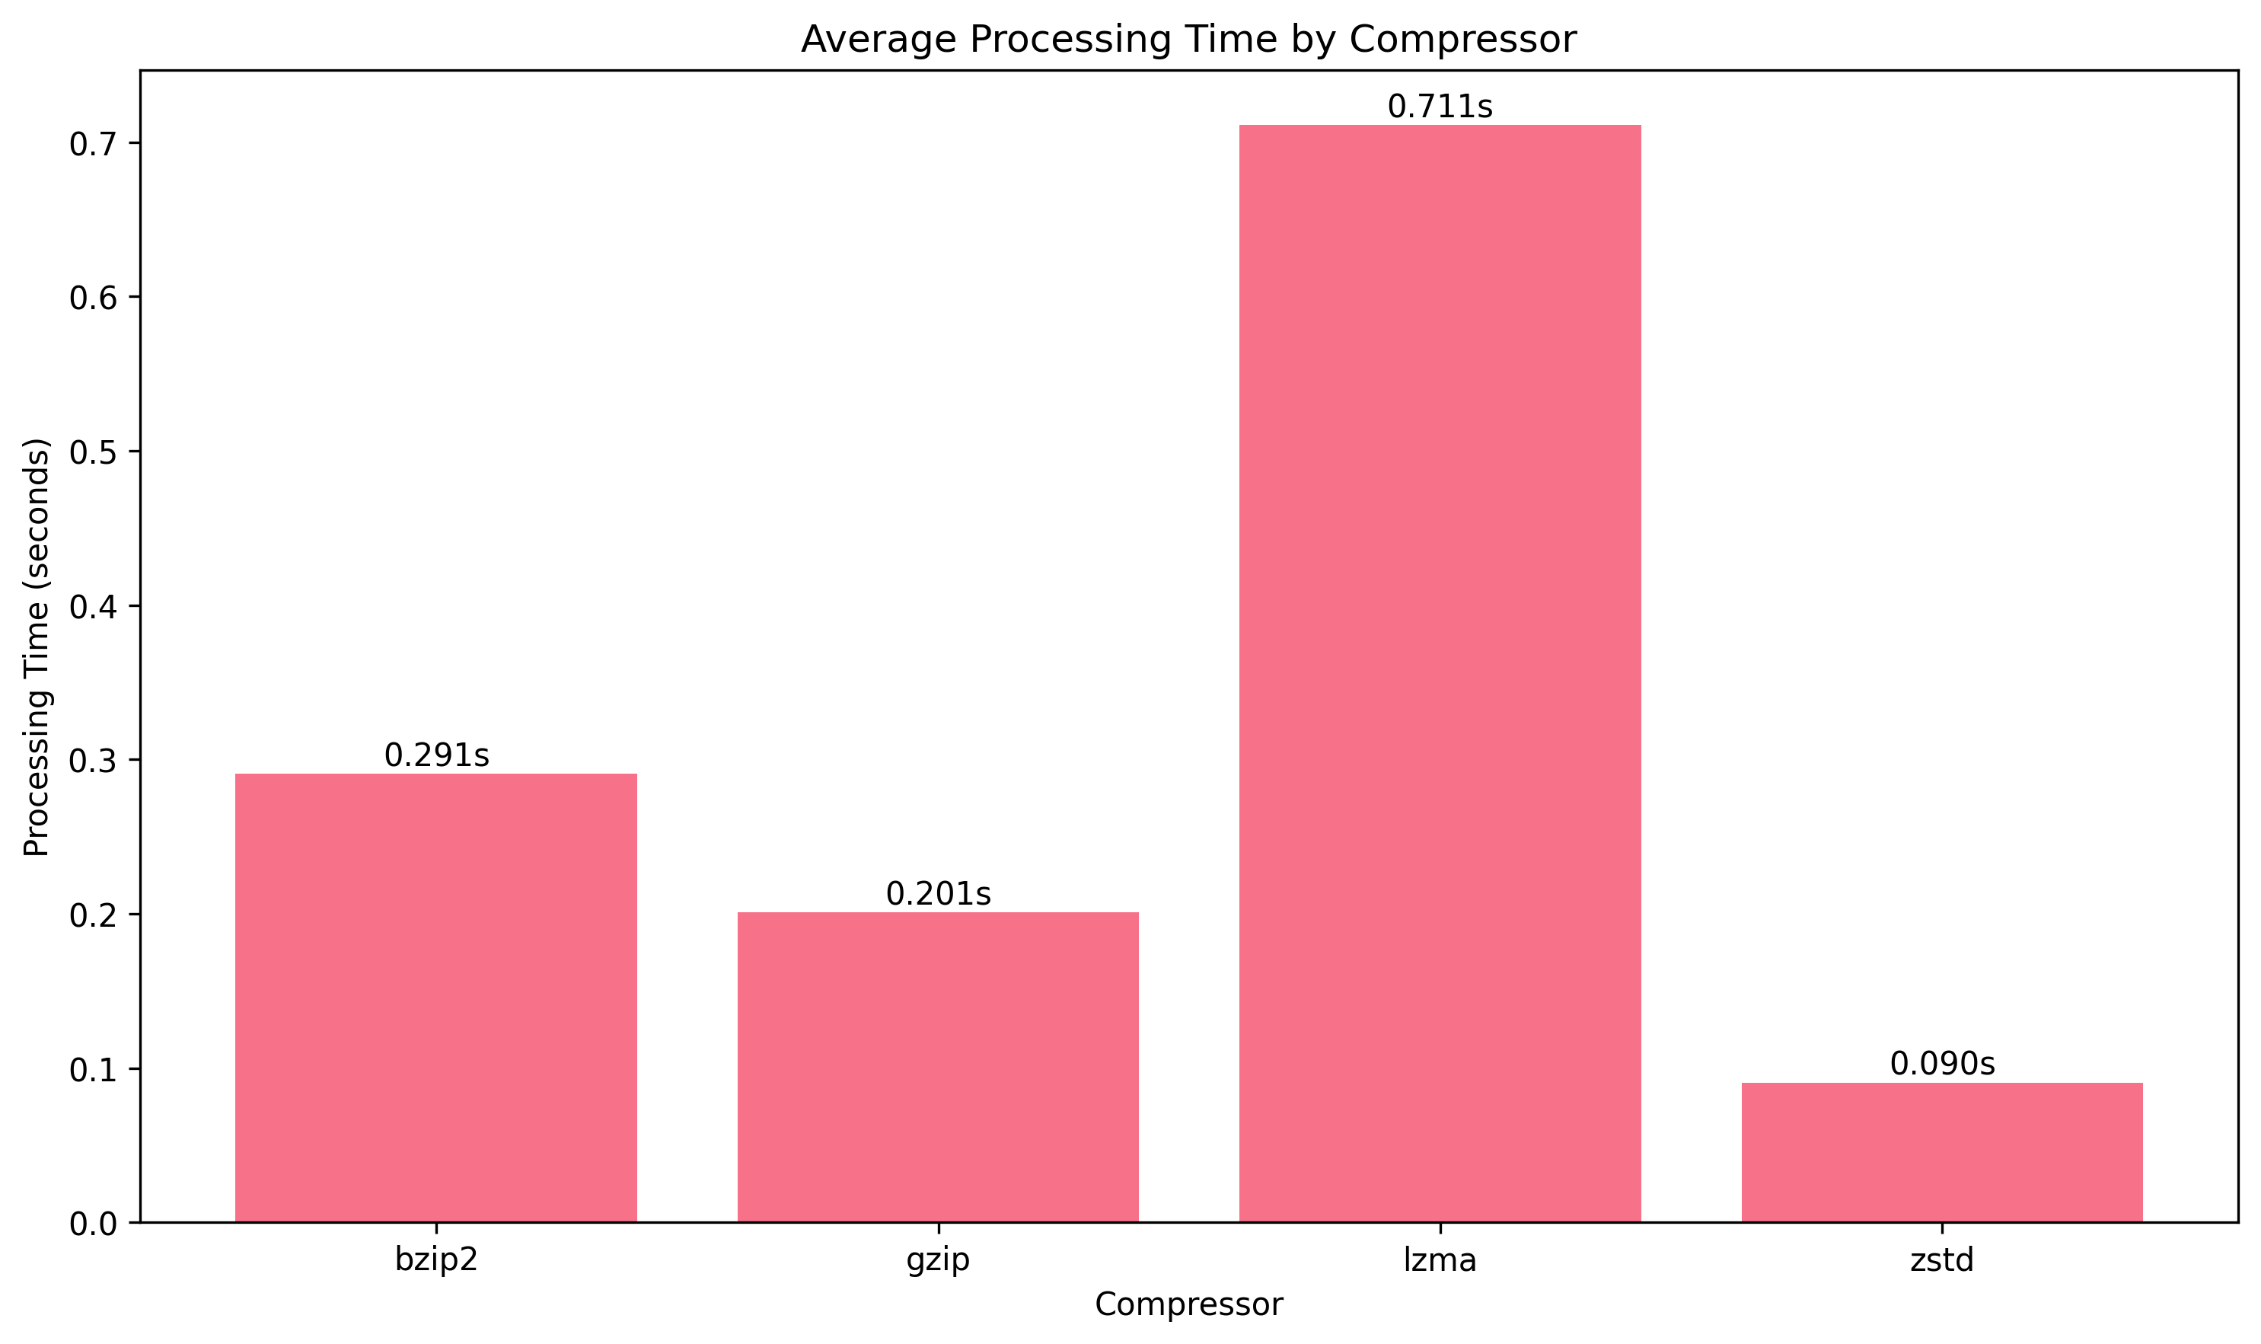 Average Processing Time by Compressor
0.711s
0.7
0.6
0.5
0.4
0.3
0.2
0.1
0.0
Processing Time (seconds)
0.291s
0.201s
0.090s
bzip2
gzip
lzma
zstd
Compressor